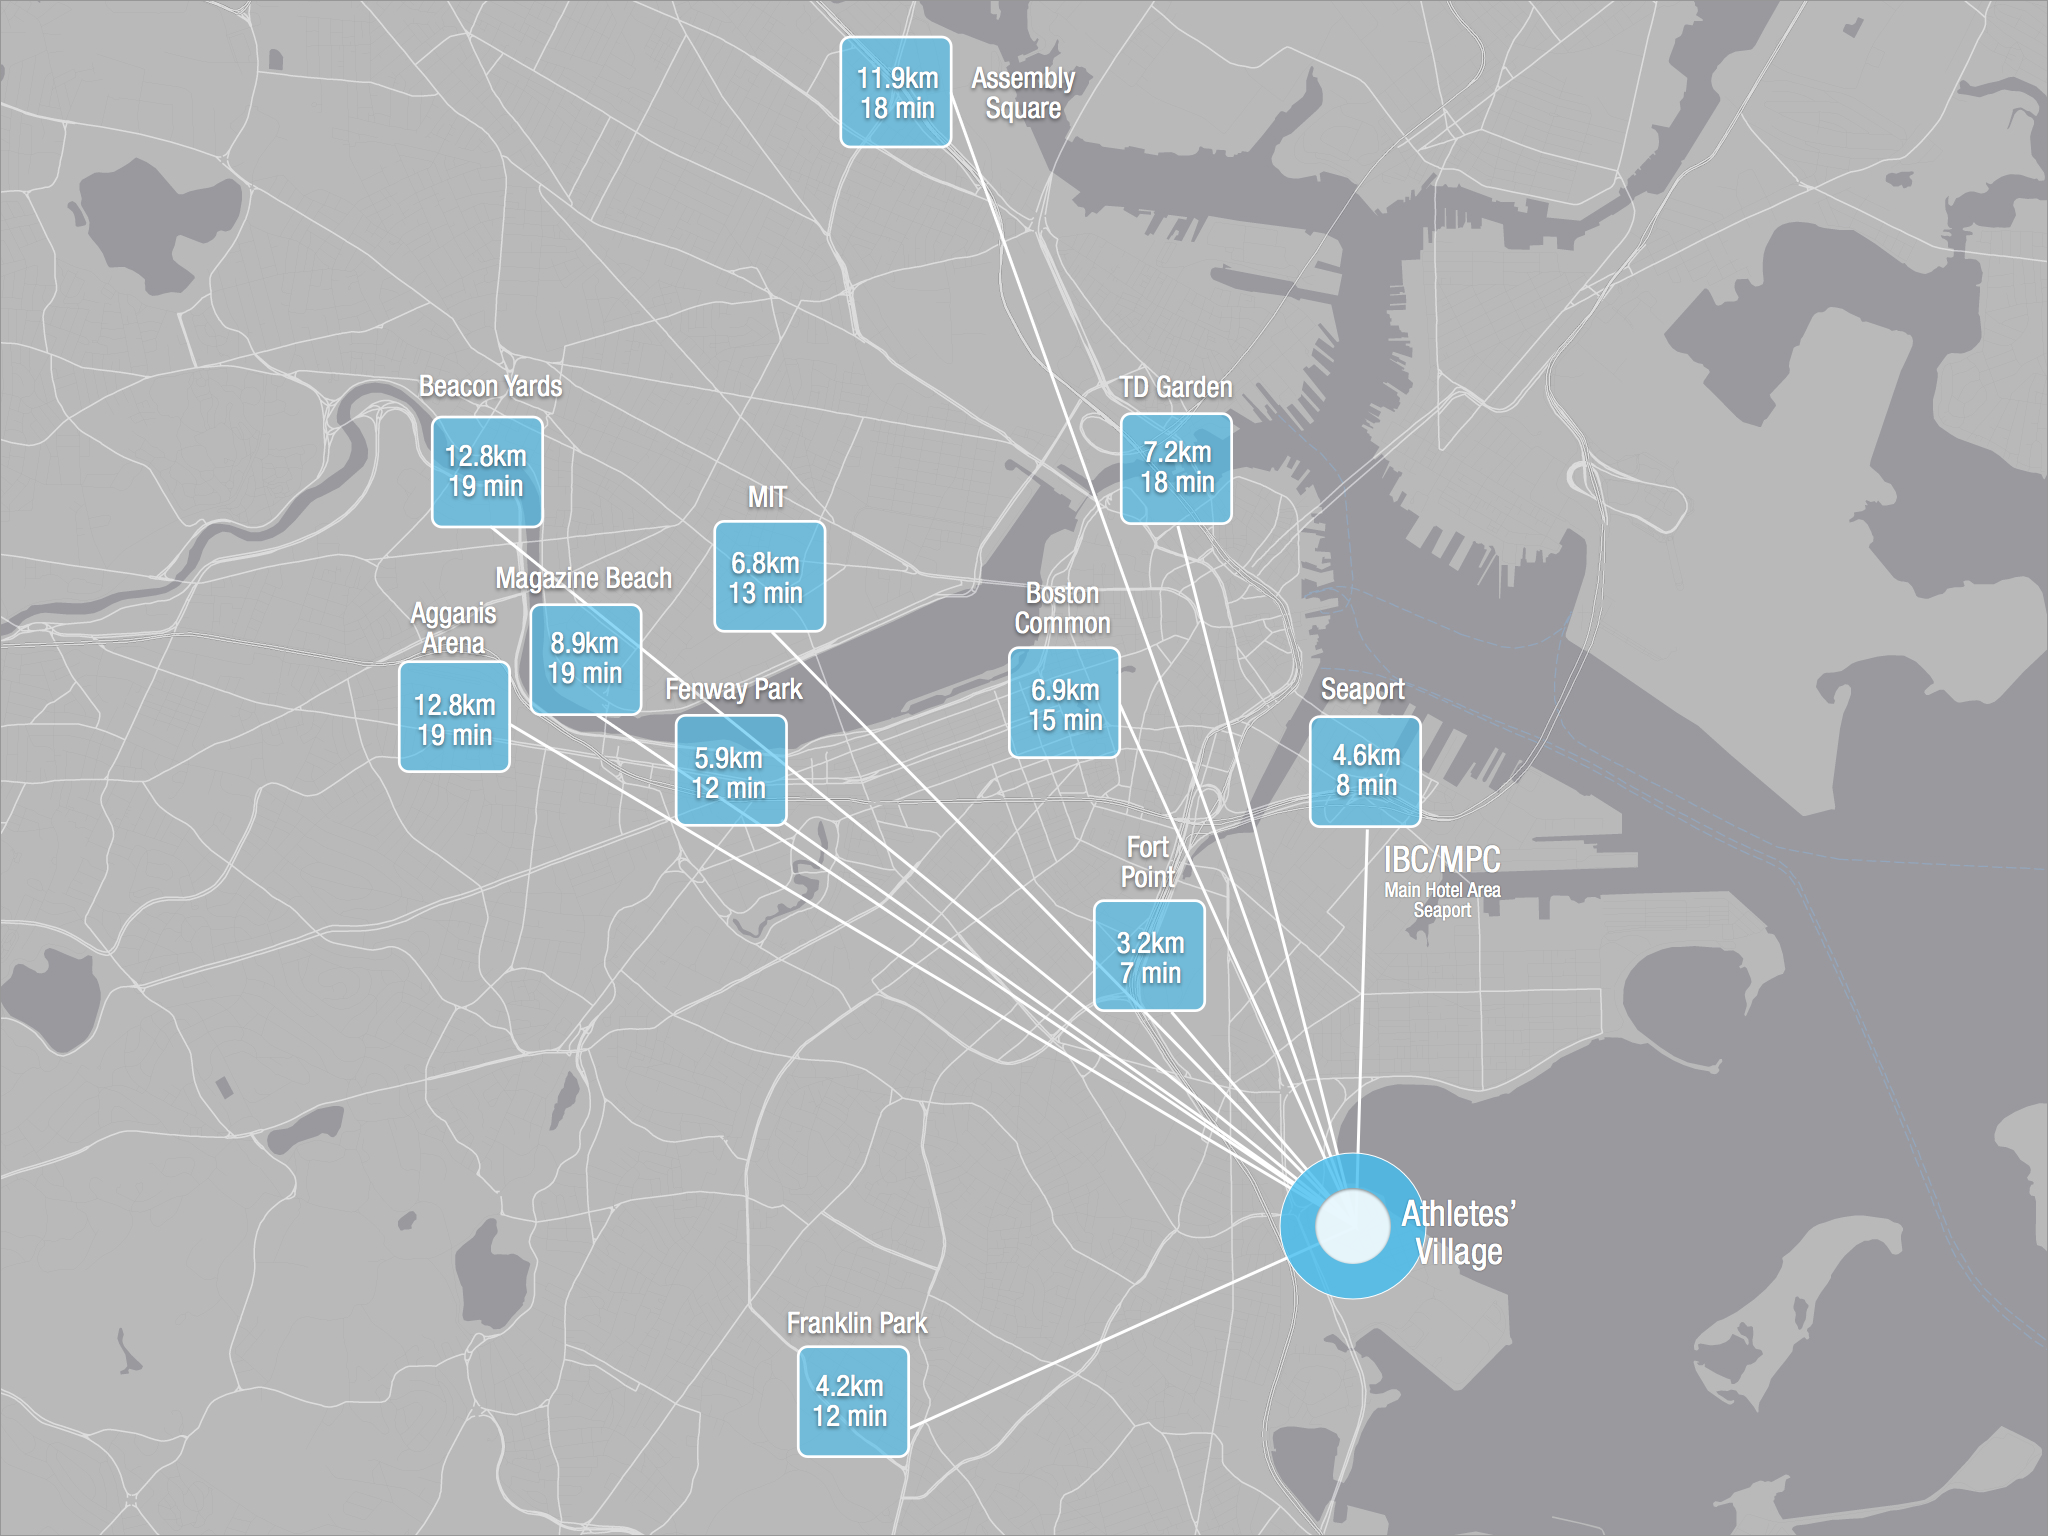 11.9km
18 min
Assembly
Square
Beacon Yards
12.8km
19 min
TD Garden
7.2km
18 min
MIT
6.8km
13 min
Magazine Beach
8.9km
19 min
Agganis
Arena
12.8km
19 min
Fenway Park
5.9km
12 min
Boston
Common
6.9km
15 min
Seaport
4.6km
8 min
IBC/MPC
Main Hotel Area
Seaport
Fort
Point
3.2km
7 min
Athletes’
Village
Franklin Park
4.2km
12 min